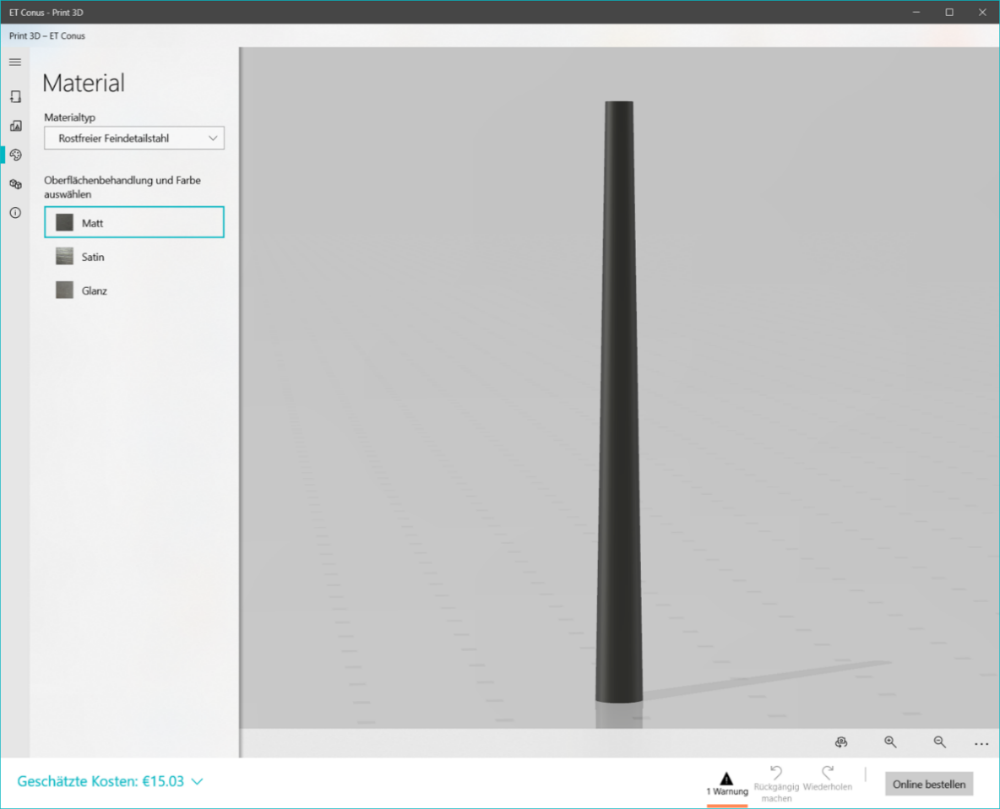 ET Conus - Print 3D
Print 3D – ET Conus
Material
Materialtyp
Rostfreier Feindetailstahl
Oberflächenbehandlung und Farbe
auswählen
Matt
Satin
Glanz
Geschätzte Kosten: €15.03
1 Warnung
Rückgängig
machen
Wiederholen
Online bestellen